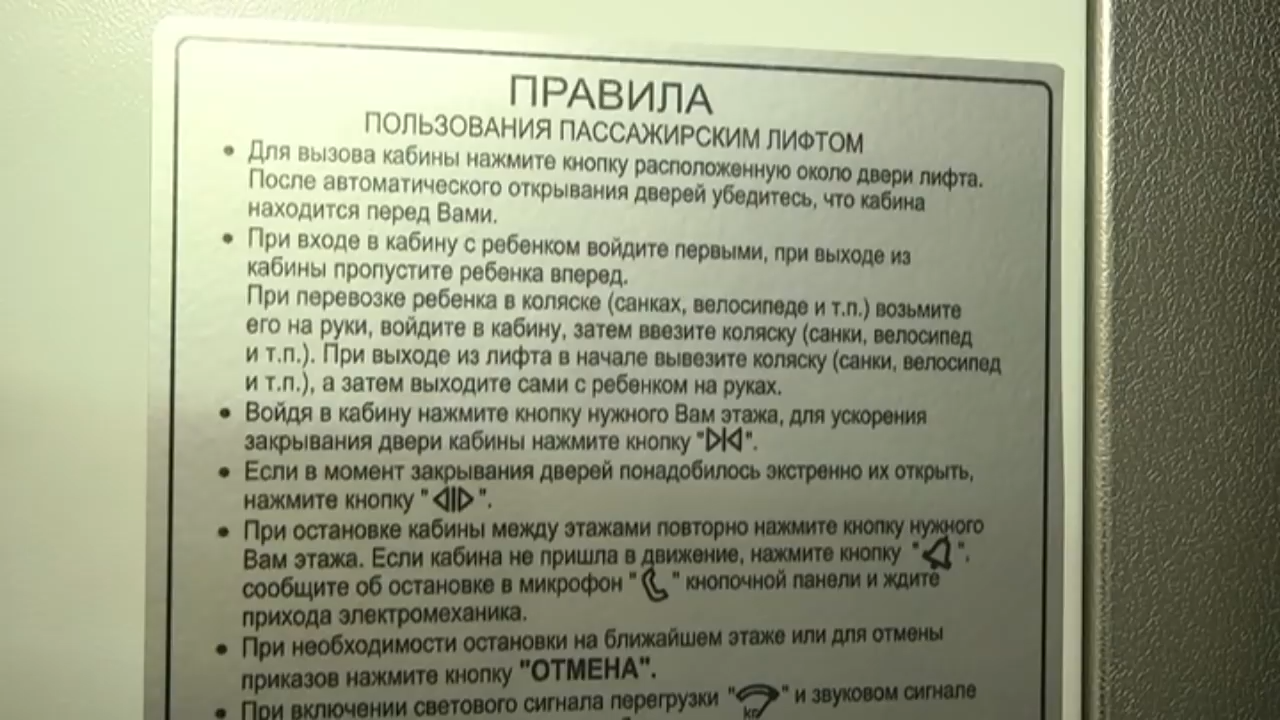 ПРАВИЛА
ПОЛЬЗОВАНИЯ ПАССАЖИРСКИМ ЛИФТОМ
• Для вызова кабины нажмите кнопку расположенную около двери лифта.
После автоматического открывания дверей убедитесь, что кабина
находится перед Вами.
• При входе в кабину с ребенком войдите первыми, при выходе из
кабины пропустите ребенка вперед.
При перевозке ребенка в коляске (санках, велосипеде и т.п.) возьмите
его на руки, войдите в кабину, затем ввезите коляску (санки, велосипед
и т.п.). При выходе из лифта в начале вывезите коляску (санки, велосипед
и т.п.), а затем выходите сами с ребенком на руках.
• Войдя в кабину нажмите кнопку нужного Вам этажа, для ускорения
закрывания двери кабины нажмите кнопку "".
• Если в момент закрывания дверей понадобилось экстренно их открыть,
нажмите кнопку "".
• При остановке кабины между этажами повторно нажмите кнопку нужного
Вам этажа. Если кабина не пришла в движение, нажмите кнопку "".
сообщите об остановке в микрофон "" кнопочной панели и ждите
прихода электромеханика.
• При необходимости остановки на ближайшем этаже или для отмены
приказов нажмите кнопку "ОТМЕНА".
• При включении светового сигнала перегрузки "кг" и звуковом сигнале